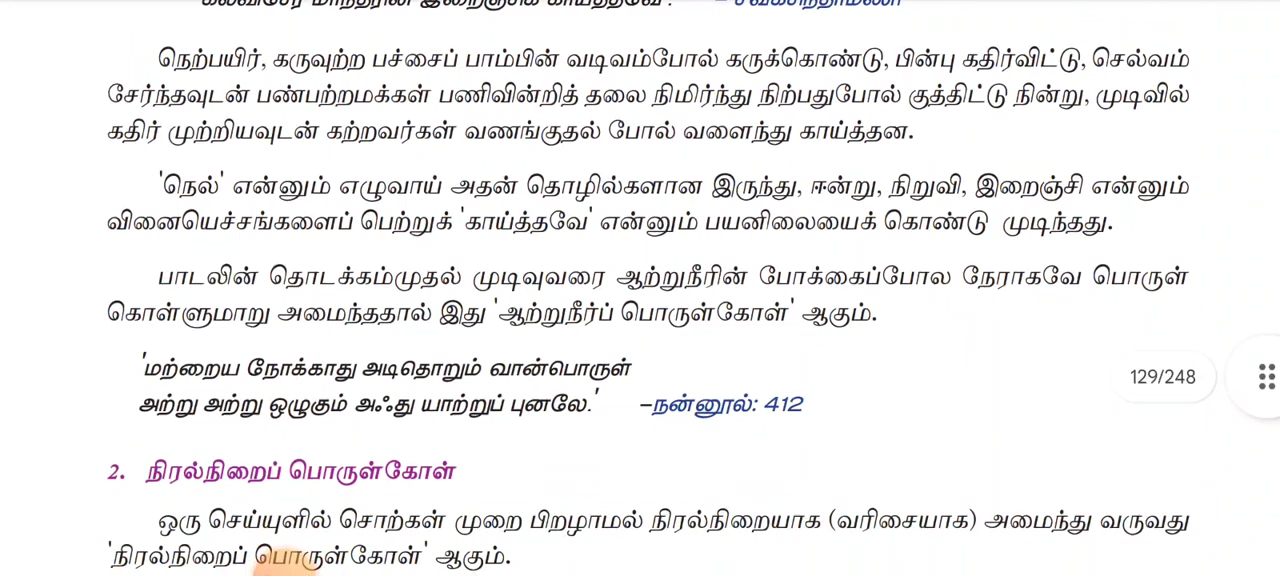 நெற்பயிர், கருவுற்ற பச்சைப் பாம்பின் வடிவம்போல் கருக்கொண்டு, பின்பு கதிர்விட்டு, செல்வம்
சேர்ந்தவுடன் பண்பற்றமக்கள் பணிவின்றித் தலை நிமிர்ந்து நிற்பதுபோல் குத்திட்டு நின்று, முடிவில்
கதிர் முற்றியவுடன் கற்றவர்கள் வணங்குதல் போல் வளைந்து காய்த்தன.
'நெல்' என்னும் எழுவாய் அதன் தொழில்களான இருந்து, ஈன்று, நிறுவி, இறைஞ்சி என்னும்
வினையெச்சங்களைப் பெற்றுக் 'காய்த்தவே' என்னும் பயனிலையைக் கொண்டு முடிந்தது.
பாடலின் தொடக்கம்முதல் முடிவுவரை ஆற்றுநீரின் போக்கைப்போல நேராகவே பொருள்
கொள்ளுமாறு அமைந்ததால் இது 'ஆற்றுநீர்ப் பொருள்கோள்' ஆகும்.
'மற்றைய நோக்காது அடிதொறும் வான்பொருள்
அற்று அற்று ஒழுகும் அஃது யாற்றுப் புனலே.' –நன்னூல்: 412
129/248
2. நிரல்நிறைப் பொருள்கோள்
ஒரு செய்யுளில் சொற்கள் முறை பிறழாமல் நிரல்நிறையாக (வரிசையாக) அமைந்து வருவது
'நிரல்நிறைப் பொருள்கோள்' ஆகும்.